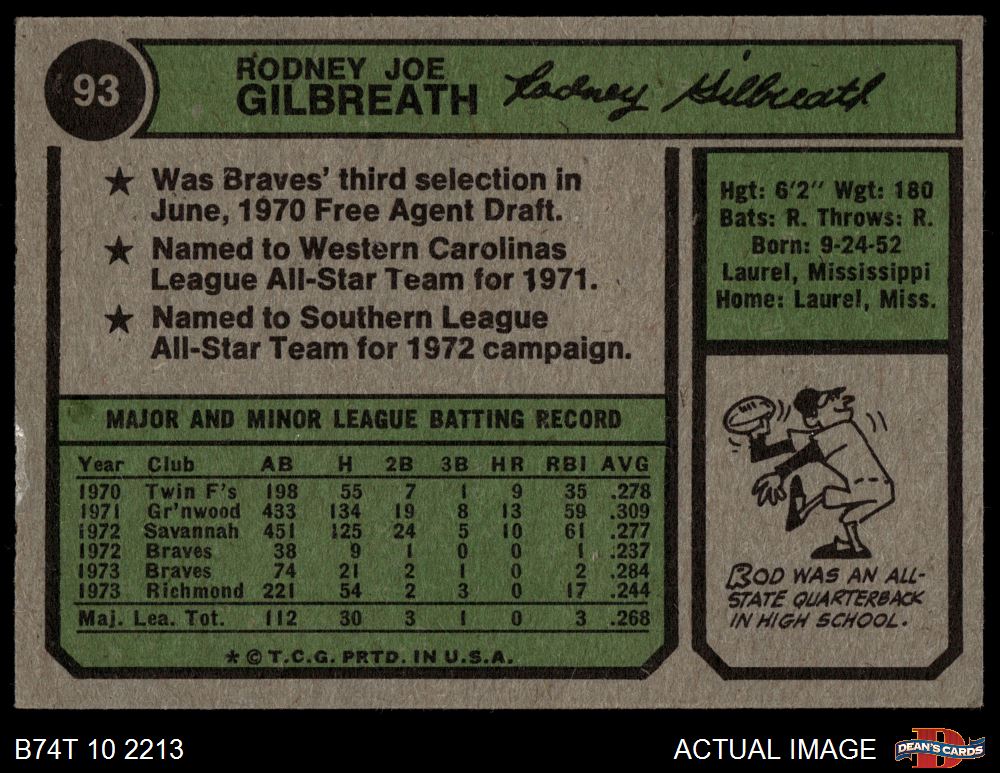 93
RODNEY JOE
GILBREATH
Rodney Gilbreath
★ Was Braves' third selection in
June, 1970 Free Agent Draft.
★ Named to Western Carolinas
League All-Star Team for 1971.
★ Named to Southern League
All-Star Team for 1972 campaign.
Hgt: 6'2" Wgt: 180
Bats: R. Throws: R.
Born: 9-24-52
Laurel, Mississippi
Home: Laurel, Miss.
MAJOR AND MINOR LEAGUE BATTING RECORD
Year Club AB H 2B 3B HR RBI AVG
1970 Twin F's 198 55 7 1 9 35 .278
1971 Gr'nwood 433 134 19 8 13 59 .309
1972 Savannah 451 125 24 5 10 61 .277
1972 Braves 38 9 1 0 0 1 .237
1973 Braves 74 21 2 1 0 2 .284
1973 Richmond 221 54 2 3 0 17 .244
Maj. Lea. Tot. 112 30 3 1 0 3 .268
* © T.C.G. PRTD. IN U.S.A.
ROD WAS AN ALL-
STATE QUARTERBACK
IN HIGH SCHOOL.
B74T 10 2213
ACTUAL IMAGE
D
DEAN'S CARDS